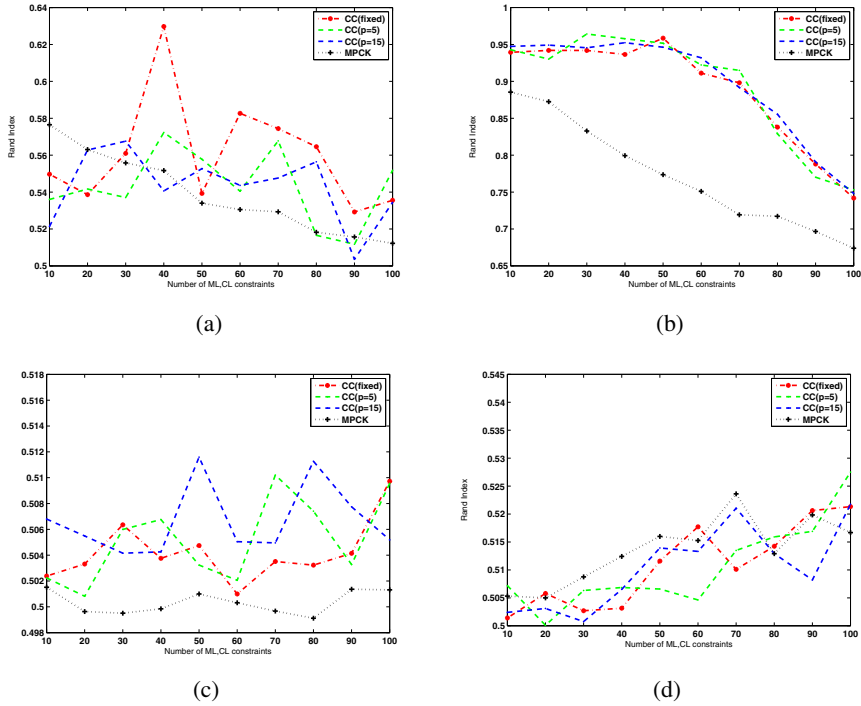 0.64
0.62
0.6
0.58
0.56
0.54
0.52
0.5
Rand Index
10 20 30 40 50 60 70 80 90 100
Number of ML,CL constraints
CC(fixed)
CC(p=5)
CC(p=15)
MPCK
(a)
1
0.95
0.9
0.85
0.8
0.75
0.7
0.65
Rand Index
10 20 30 40 50 60 70 80 90 100
Number of ML,CL constraints
CC(fixed)
CC(p=5)
CC(p=15)
MPCK
(b)
0.518
0.516
0.514
0.512
0.51
0.508
0.506
0.504
0.502
0.5
0.498
Rand Index
10 20 30 40 50 60 70 80 90 100
Number of ML,CL constraints
CC(fixed)
CC(p=5)
CC(p=15)
MPCK
(c)
0.545
0.54
0.535
0.53
0.525
0.52
0.515
0.51
0.505
0.5
Rand Index
10 20 30 40 50 60 70 80 90 100
Number of ML,CL constraints
CC(fixed)
CC(p=5)
CC(p=15)
MPCK
(d)